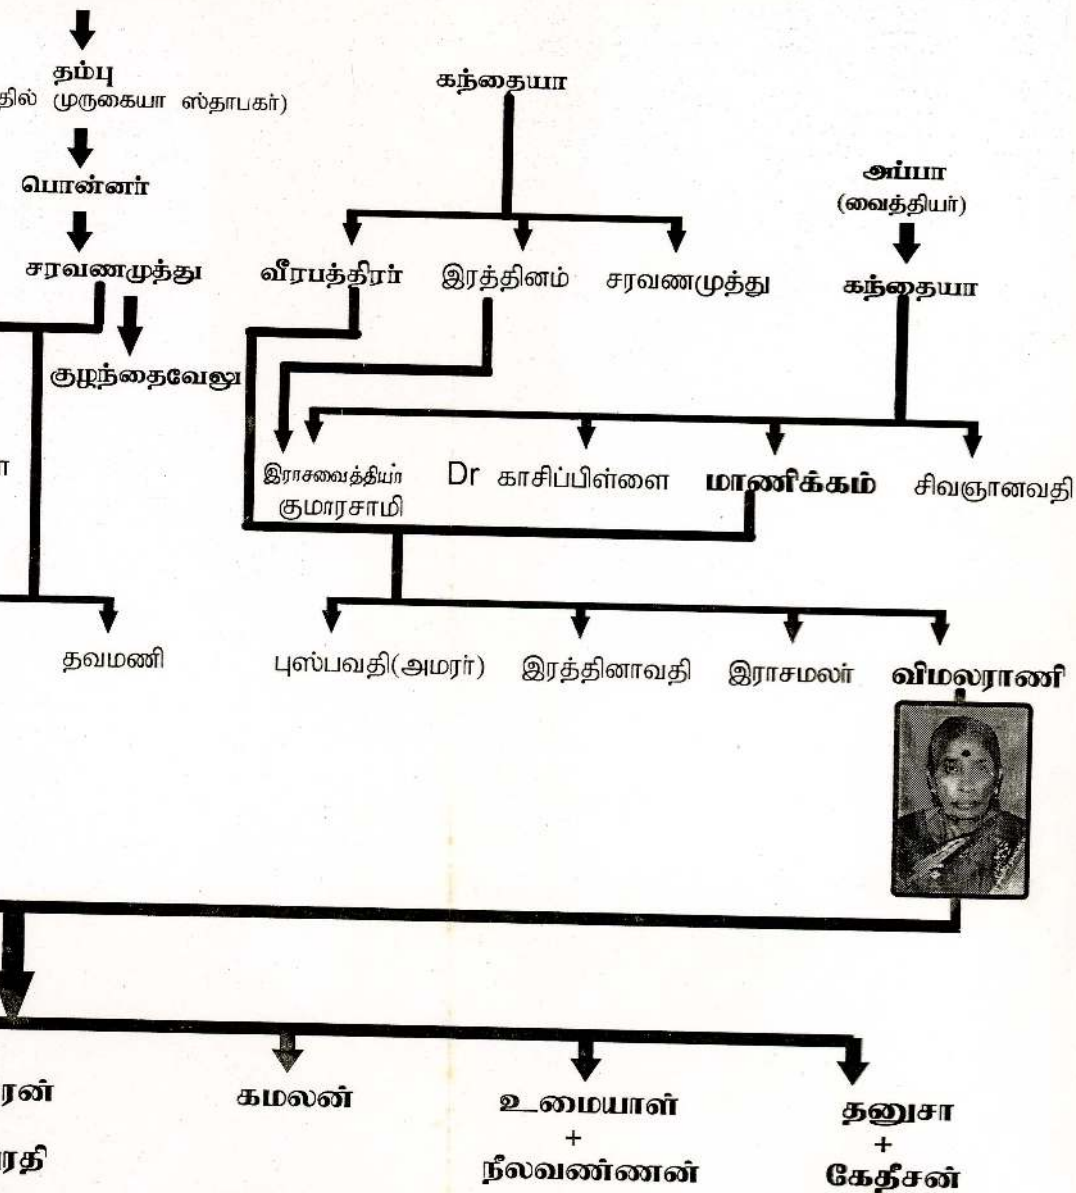 தம்பு
தில் முருகையா ஸ்தாபகர்)
கந்தையா
பொன்னர்
அப்பா
(வைத்தியர்)
சரவணமுத்து
வீரபத்திரர்
இரத்தினம்
சரவணமுத்து
கந்தையா
குழந்தைவேலு
இராசவைத்தியர்
குமாரசாமி
Dr காசிப்பிள்ளை
மாணிக்கம்
சிவஞானவதி
தவமணி
புஸ்பவதி(அமரர்)
இரத்தினாவதி
இராசமலர்
விமலராணி
ரன்
ரதி
கமலன்
உமையாள்
+
நீலவண்ணன்
தனுசா
+
கேதீசன்